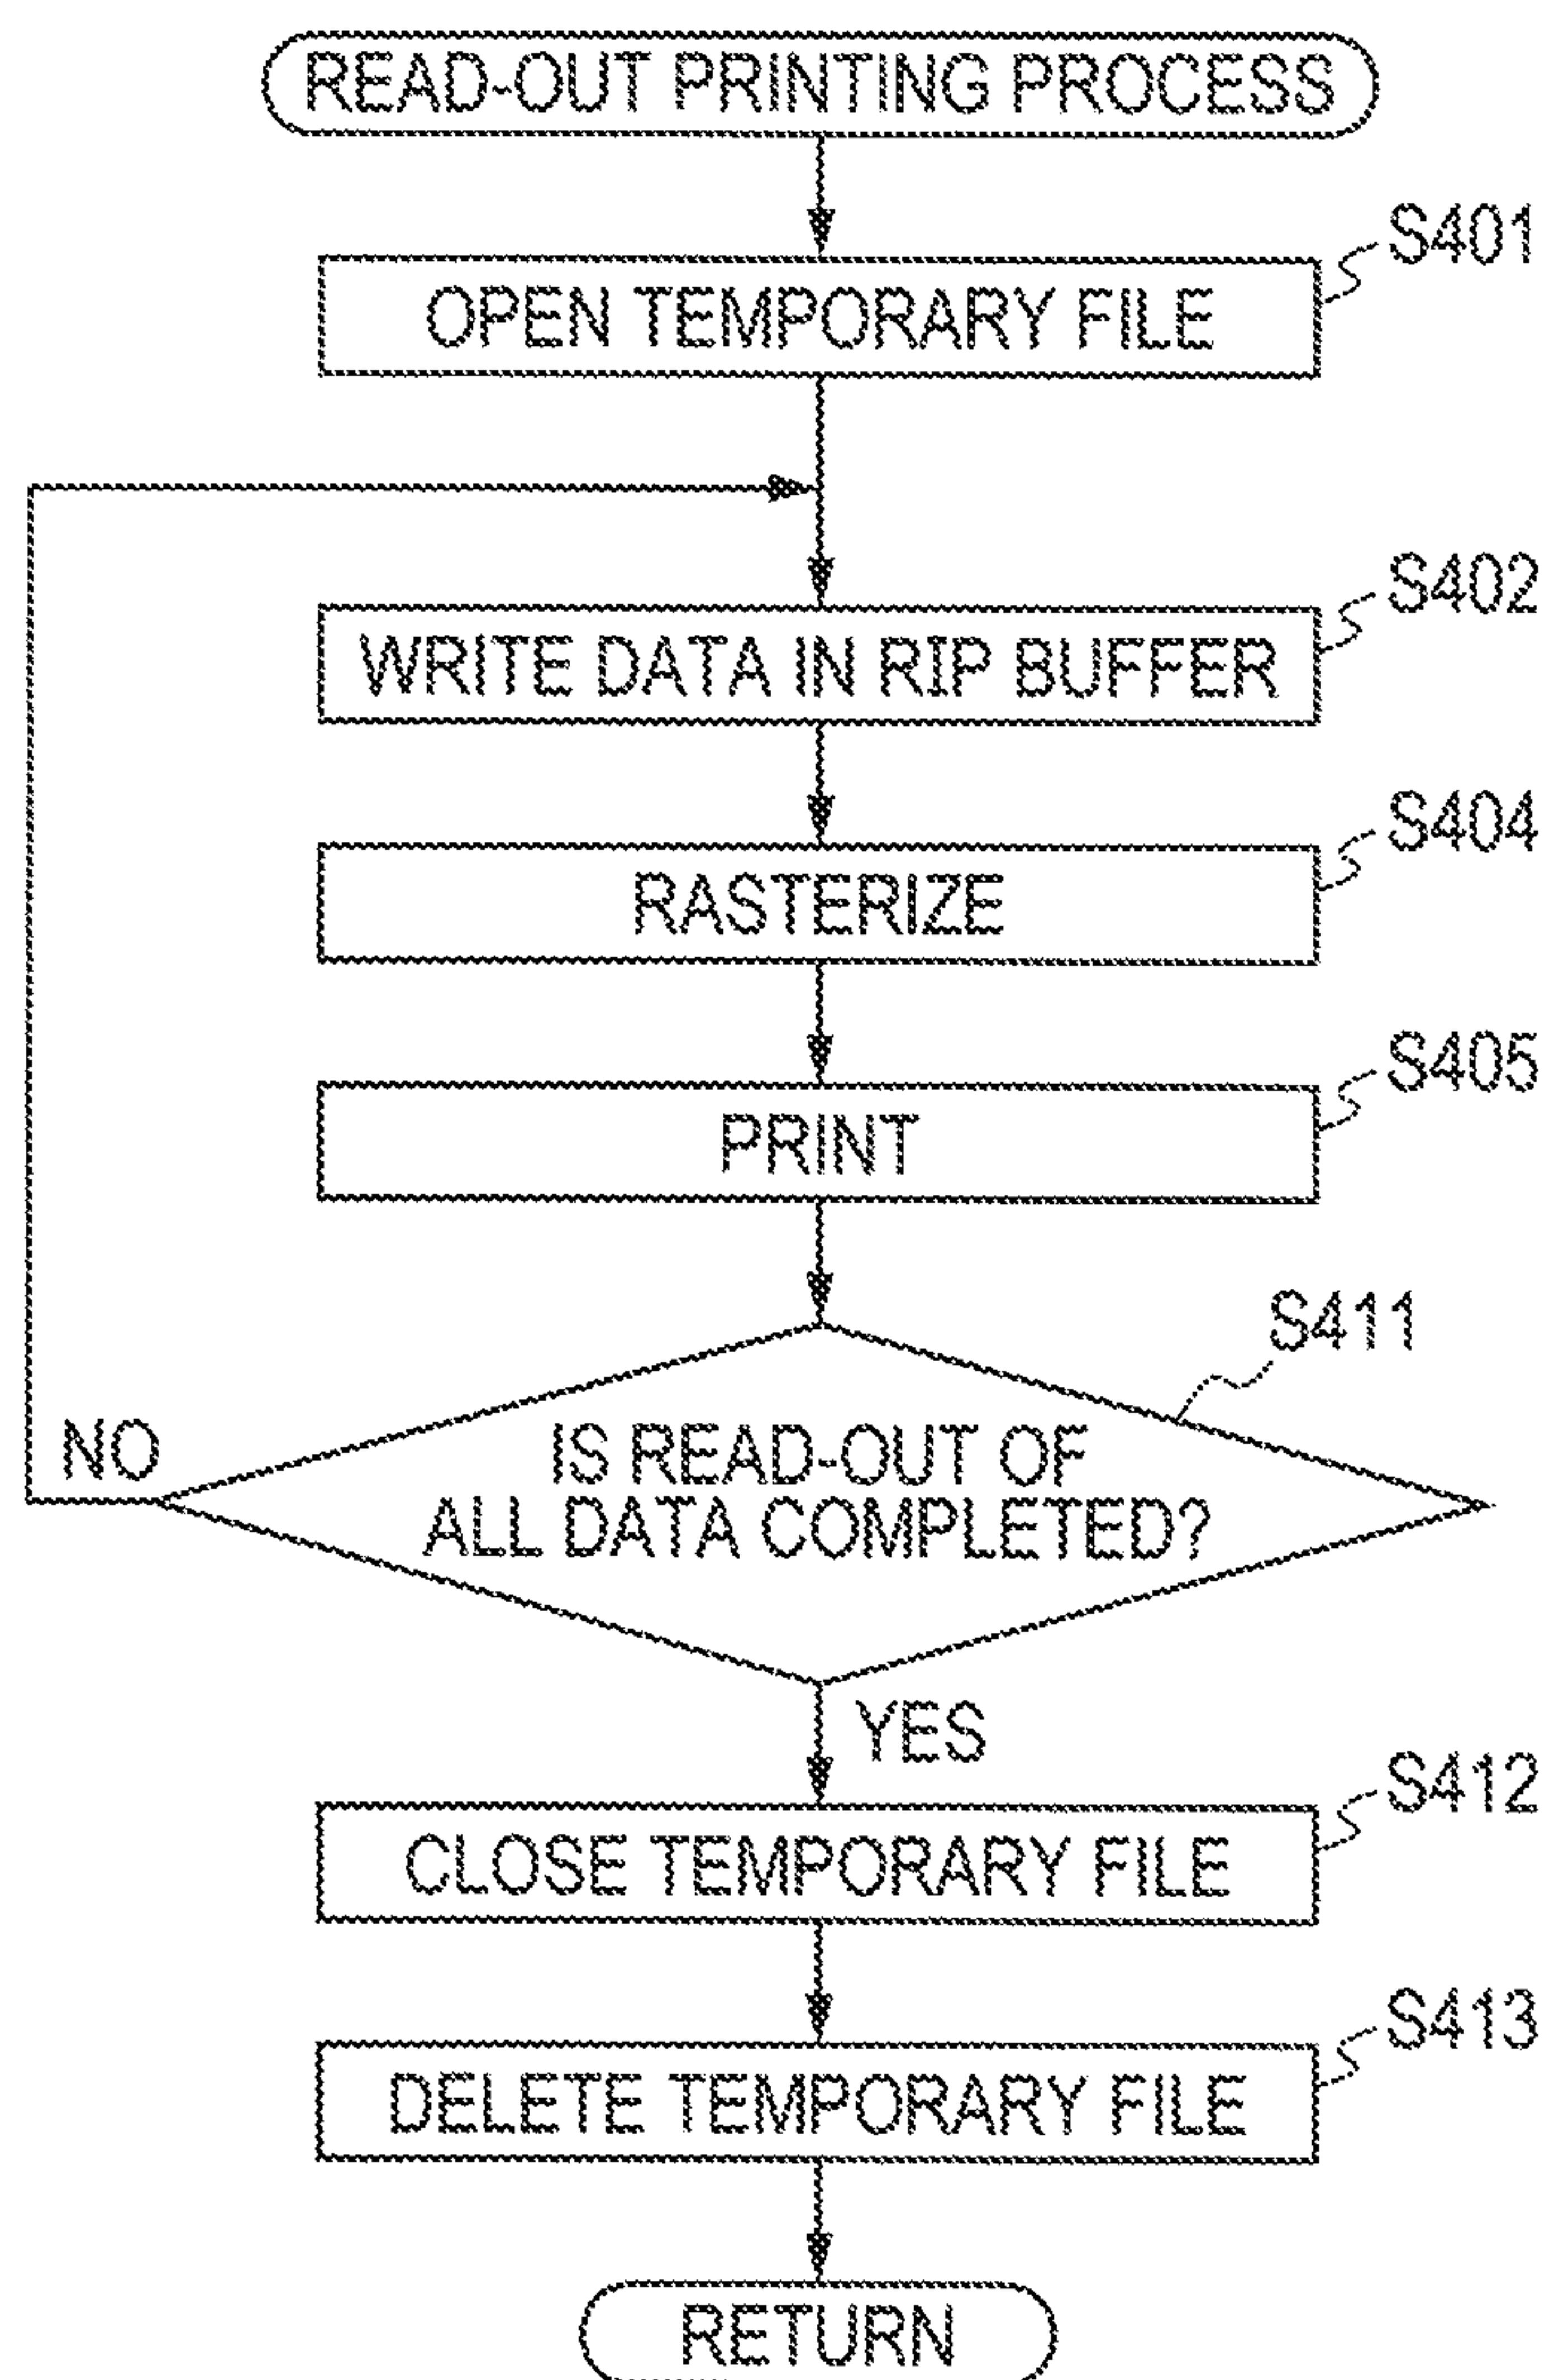 READ-OUT PRINTING PROCESS
S401
OPEN TEMPORARY FILE
S402
WRITE DATA IN RIP BUFFER
S404
RASTERIZE
S405
PRINT
S411
NO
IS READ-OUT OF
ALL DATA COMPLETED?
YES
S412
CLOSE TEMPORARY FILE
S413
DELETE TEMPORARY FILE
RETURN